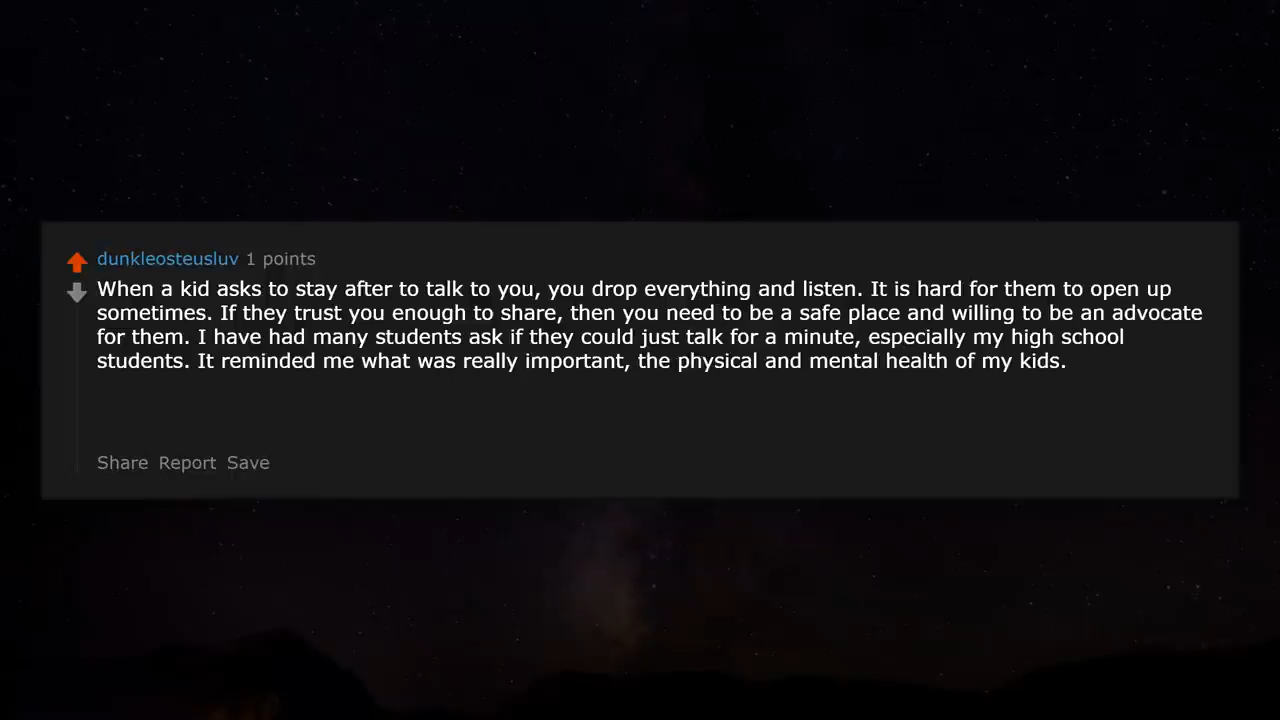 dunkleosteusluv 1 points
When a kid asks to stay after to talk to you, you drop everything and listen. It is hard for them to open up
sometimes. If they trust you enough to share, then you need to be a safe place and willing to be an advocate
for them. I have had many students ask if they could just talk for a minute, especially my high school
students. It reminded me what was really important, the physical and mental health of my kids.
Share Report Save